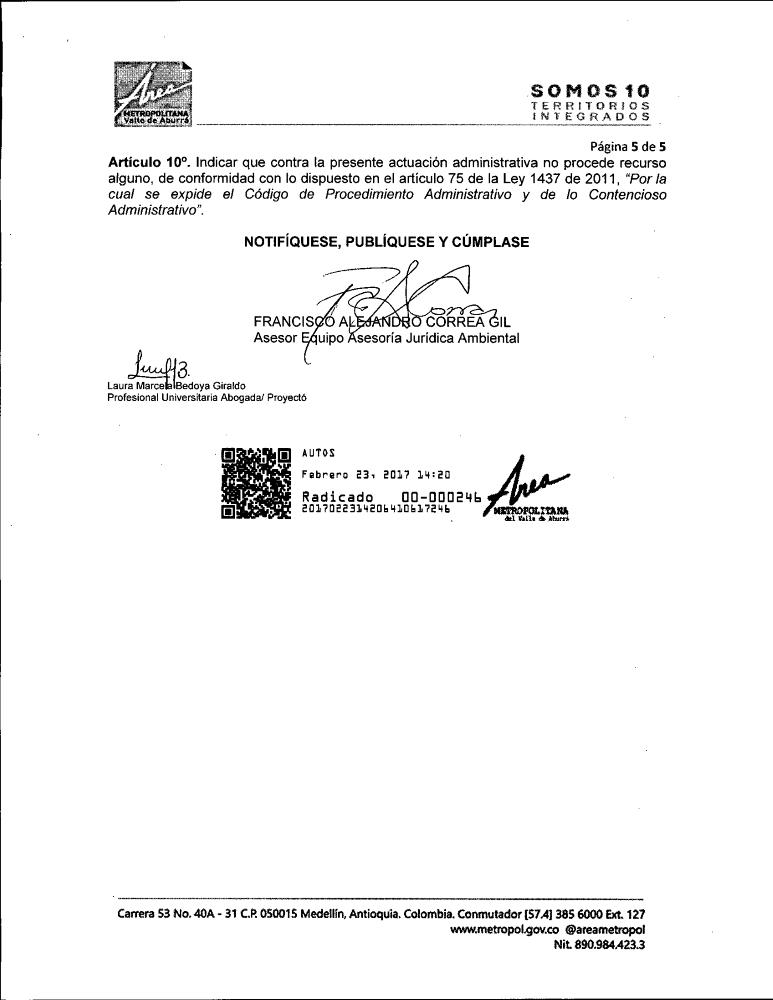 Área
METROPOLITANA
Valle de Aburrá
SOMOS 10
TERRITORIOS
INTEGRADOS
Página 5 de 5
Artículo 10º. Indicar que contra la presente actuación administrativa no procede recurso
alguno, de conformidad con lo dispuesto en el artículo 75 de la Ley 1437 de 2011, “Por la
cual se expide el Código de Procedimiento Administrativo y de lo Contencioso
Administrativo”.
NOTIFÍQUESE, PUBLÍQUESE Y CÚMPLASE
FRANCISCO ALEJANDRO CORREA GIL
Asesor Equipo Asesoría Jurídica Ambiental
Laura Marcela Bedoya Giraldo
Profesional Universitaria Abogada/ Proyectó
AUTOS
Febrero 23, 2017 14:20
Radicado 00-000246
2017022314206410617246
Área
METROPOLITANA
del Valle de Aburrá
Carrera 53 No. 40A - 31 C.P. 050015 Medellín, Antioquia. Colombia. Conmutador [57.4] 385 6000 Ext. 127
www.metropol.gov.co @areametropol
Nit. 890.984.423.3